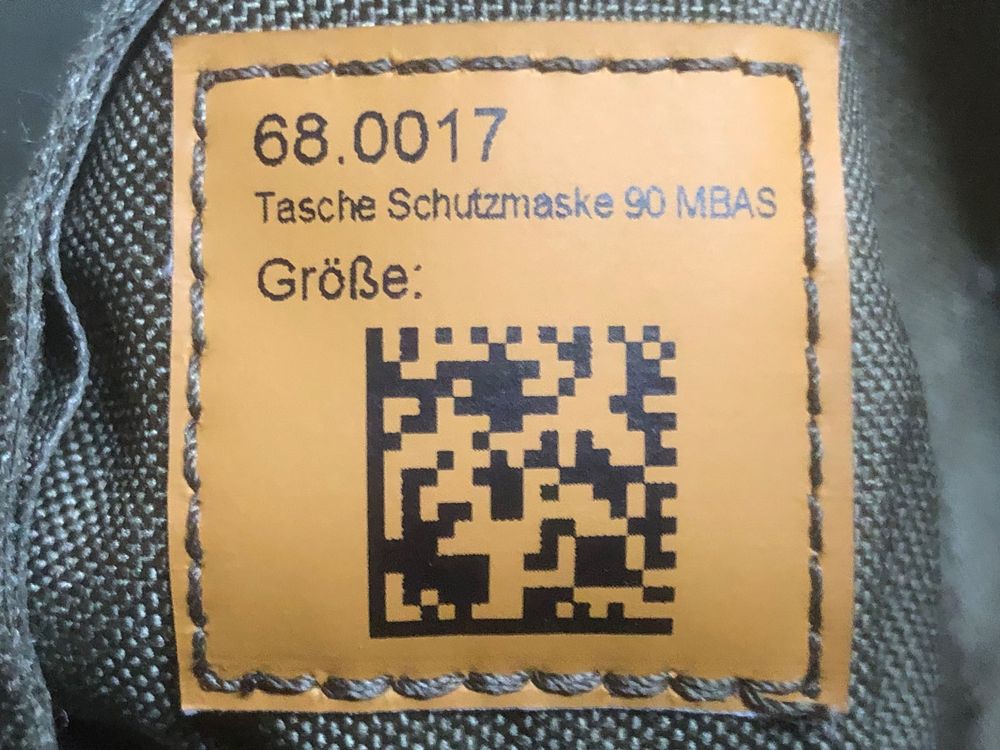 68.0017
Tasche Schutzmaske 90 MBAS
Größe: